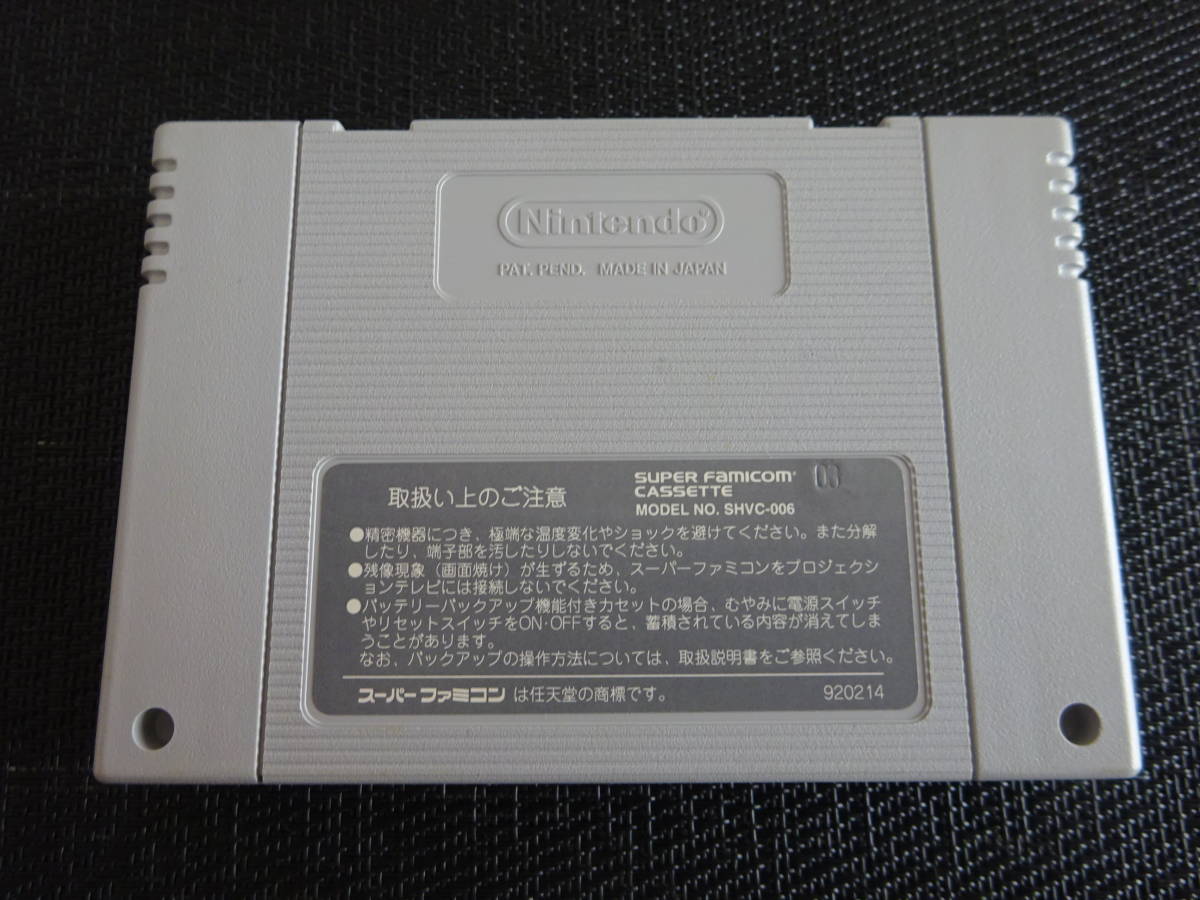 Nintendo®
PAT. PEND. MADE IN JAPAN
取扱い上のご注意
SUPER FAMICOM®
CASSETTE
MODEL NO. SHVC-006
●精密機器につき、極端な温度変化やショックを避けてください。また分解
したり、端子部を汚したりしないでください。
●残像現象（画面焼け）が生ずるため、スーパーファミコンをプロジェクシ
ョンテレビには接続しないでください。
●バッテリーバックアップ機能付きカセットの場合、むやみに電源スイッチ
やリセットスイッチをON・OFFすると、蓄積されている内容が消えてしま
うことがあります。
なお、バックアップの操作方法については、取扱説明書をご参照ください。
スーパーファミコン は任天堂の商標です。
920214